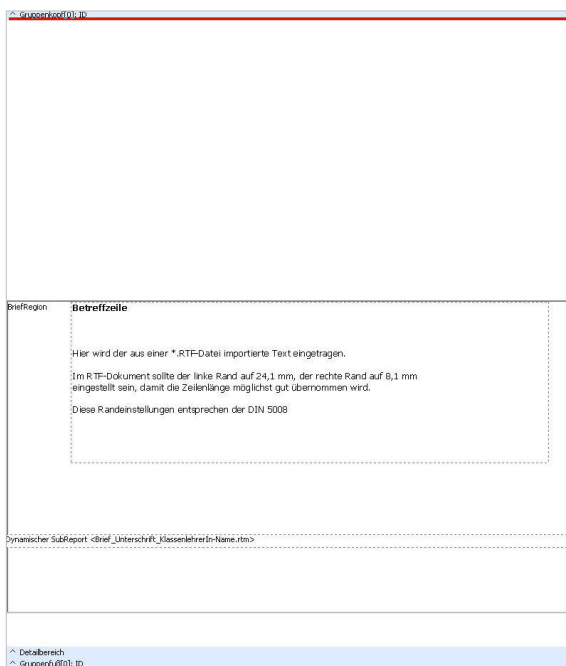 ^ Gruppenkopf[0]: ID
BriefRegion
Betreffzeile
Hier wird der aus einer *.RTF-Datei importierte Text eingetragen.
Im RTF-Dokument sollte der linke Rand auf 24,1 mm, der rechte Rand auf 8,1 mm
eingestellt sein, damit die Zeilenlänge möglichst gut übernommen wird.
Diese Randeinstellungen entsprechen der DIN 5008
Dynamischer SubReport <Brief_Unterschrift_KlassenlehrerIn-Name.rtm>
^ Detailbereich
^ Gruppenfuß[0]: ID